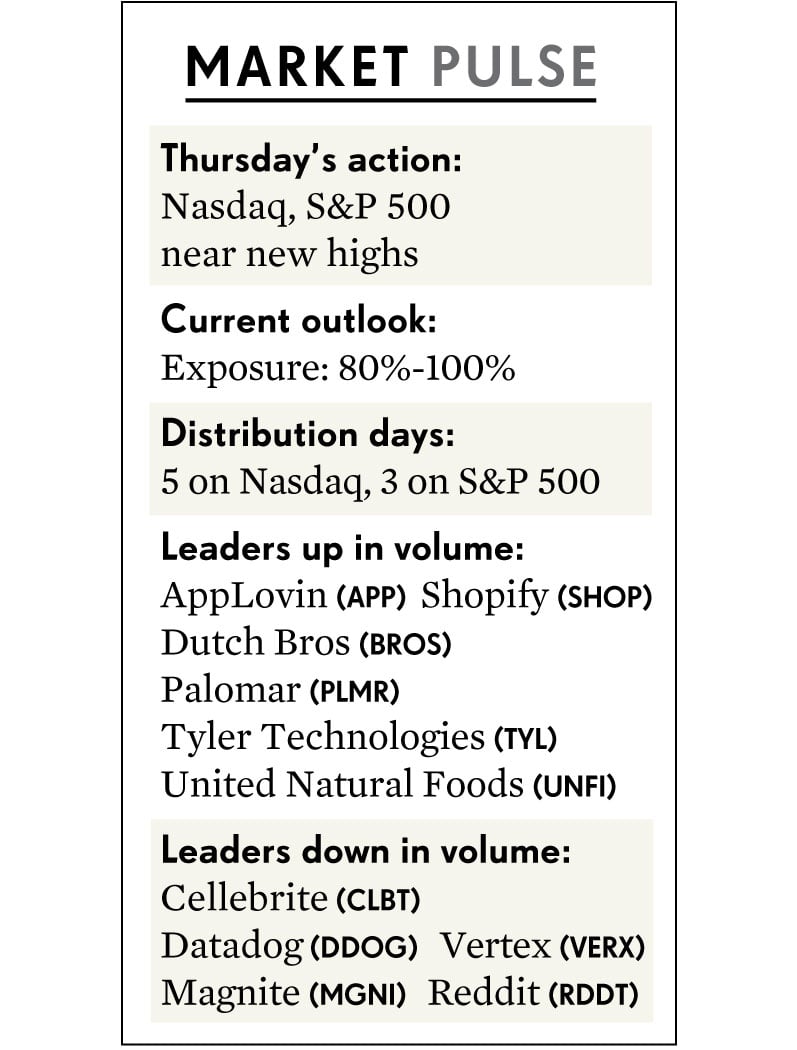 MARKET PULSE
Thursday’s action:
Nasdaq, S&P 500
near new highs
Current outlook:
Exposure: 80%-100%
Distribution days:
5 on Nasdaq, 3 on S&P 500
Leaders up in volume:
AppLovin (APP) Shopify (SHOP)
Dutch Bros (BROS)
Palomar (PLMR)
Tyler Technologies (TYL)
United Natural Foods (UNFI)
Leaders down in volume:
Cellebrite (CLBT)
Datadog (DDOG) Vertex (VERX)
Magnite (MGNI) Reddit (RDDT)